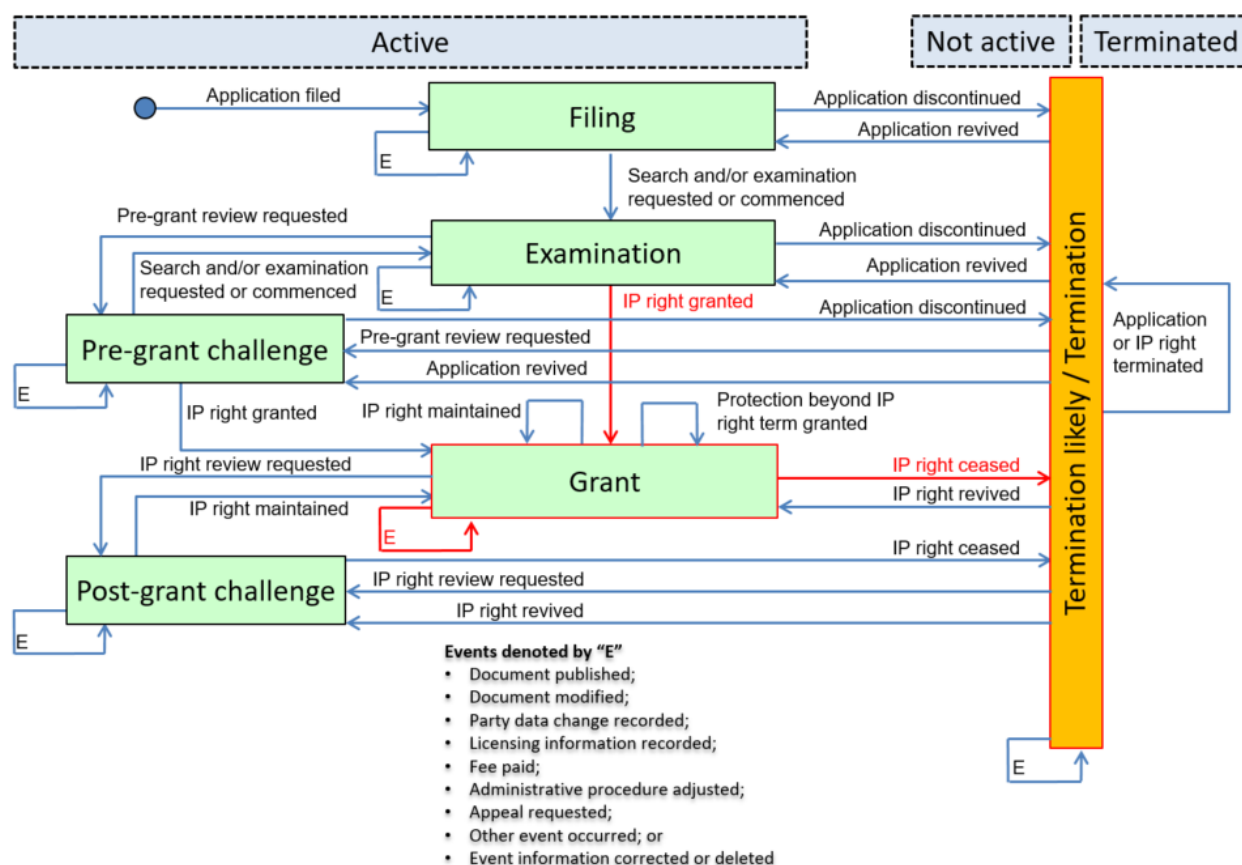 Active
Not active
Terminated
Application filed
Filing
Application discontinued
Application revived
E
Search and/or examination
requested or commenced
Pre-grant review requested
Examination
Application discontinued
Application revived
Search and/or examination
requested or commenced
E
IP right granted
Application discontinued
Pre-grant challenge
Pre-grant review requested
Application revived
E
Application
or IP right
terminated
Termination likely / Termination
IP right granted
IP right maintained
Protection beyond IP
right term granted
IP right review requested
Grant
IP right ceased
IP right revived
IP right maintained
E
IP right ceased
Post-grant challenge
IP right review requested
IP right revived
E
Events denoted by “E”
• Document published;
• Document modified;
• Party data change recorded;
• Licensing information recorded;
• Fee paid;
• Administrative procedure adjusted;
• Appeal requested;
• Other event occurred; or
• Event information corrected or deleted
E